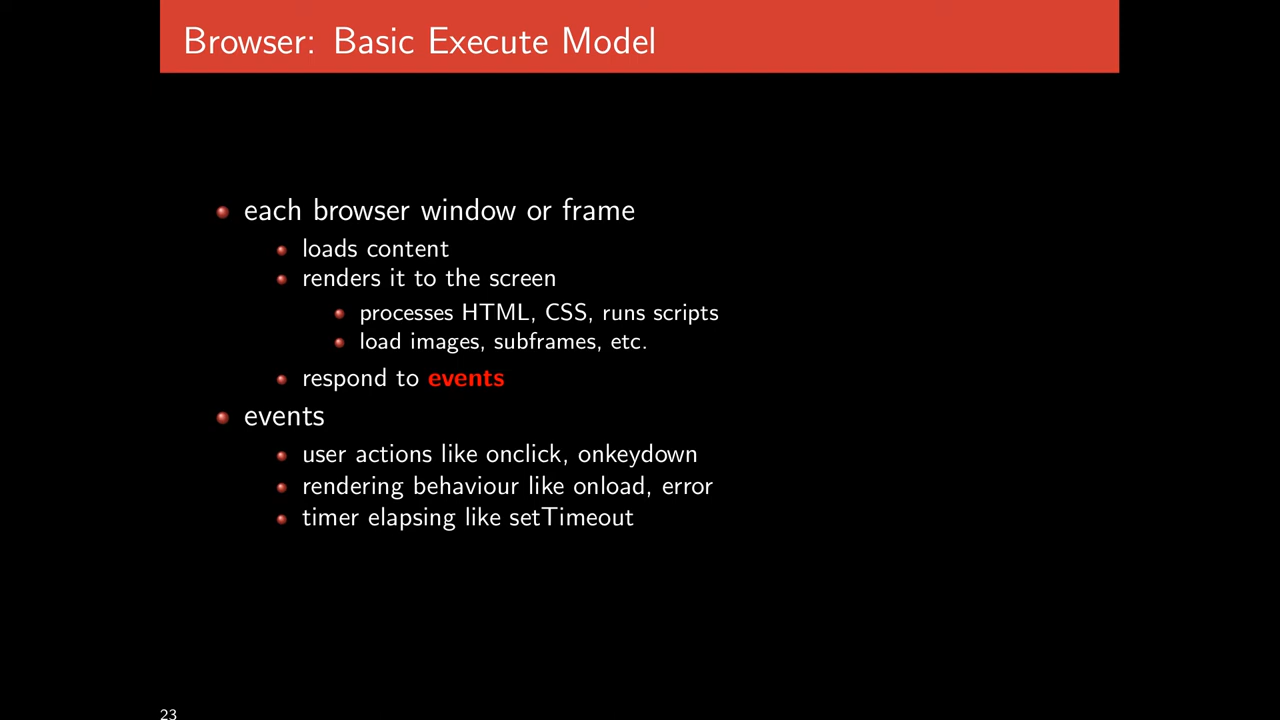 Browser: Basic Execute Model
each browser window or frame
loads content
renders it to the screen
processes HTML, CSS, runs scripts
load images, subframes, etc.
respond to events
events
user actions like onclick, onkeydown
rendering behaviour like onload, error
timer elapsing like setTimeout
23